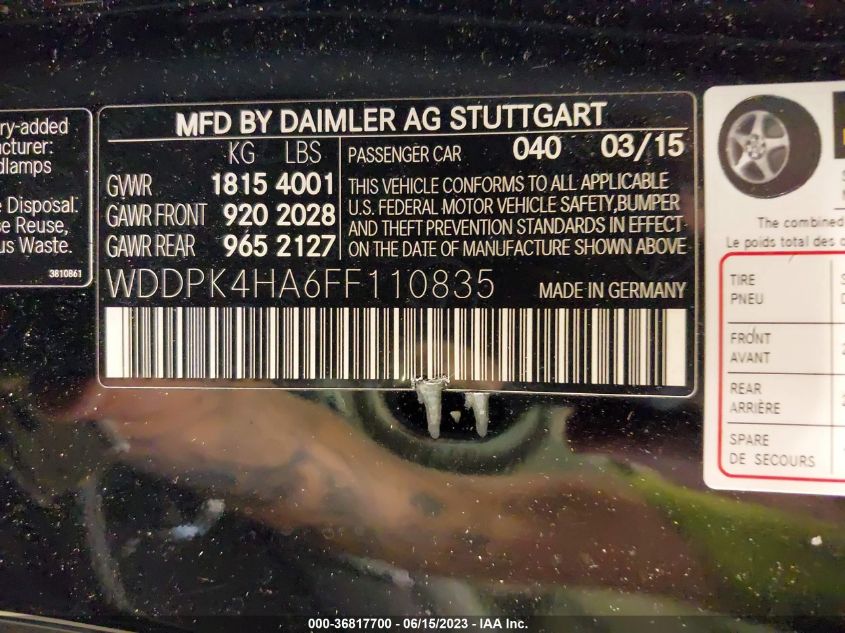 ry-added
acturer:
adlamps
e Disposal.
se Reuse,
us Waste.
3810861
MFD BY DAIMLER AG STUTTGART
KG LBS
GVWR 1815 4001
GAWR FRONT 920 2028
GAWR REAR 965 2127
PASSENGER CAR 040 03/15
THIS VEHICLE CONFORMS TO ALL APPLICABLE
U.S. FEDERAL MOTOR VEHICLE SAFETY,BUMPER
AND THEFT PREVENTION STANDARDS IN EFFECT
ON THE DATE OF MANUFACTURE SHOWN ABOVE
WDDPK4HA6FF110835 MADE IN GERMANY
The combined
Le poids total des o
TIRE
PNEU
FRONT
AVANT
REAR
ARRIÈRE
SPARE
DE SECOURS
000-36817700 - 06/15/2023 - IAA Inc.